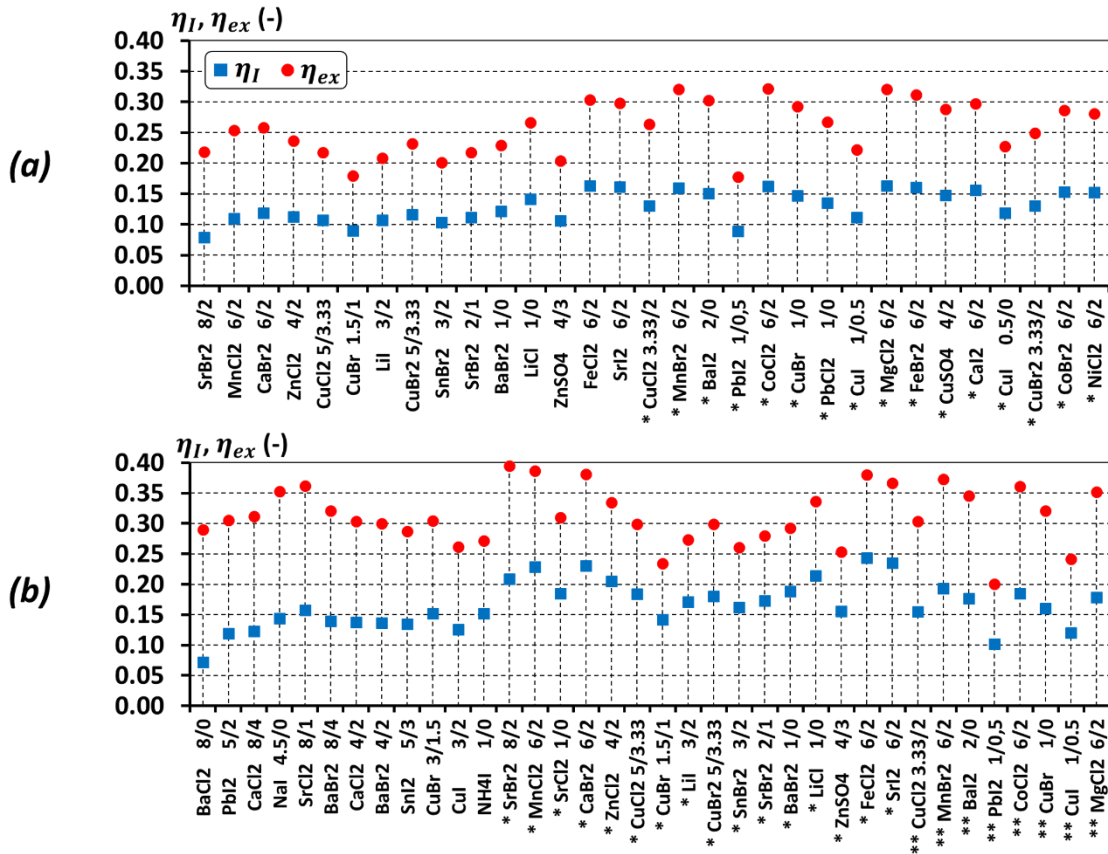 η_I, η_ex (-)
(a)
0.40
0.35
0.30
0.25
0.20
0.15
0.10
0.05
0.00
η_I η_ex
SrBr2 8/2
MnCl2 6/2
CaBr2 6/2
ZnCl2 4/2
CuCl2 5/3.33
CuBr 1.5/1
LiI 3/2
CuBr2 5/3.33
SnBr2 3/2
SrBr2 2/1
BaBr2 1/0
LiCl 1/0
ZnSO4 4/3
FeCl2 6/2
SrI2 6/2
* CuCl2 3.33/2
* MnBr2 6/2
* BaI2 2/0
* PbI2 1/0,5
* CoCl2 6/2
* CuBr 1/0
* PbCl2 1/0
* CuI 1/0.5
* MgCl2 6/2
* FeBr2 6/2
* CuSO4 4/2
* CaI2 6/2
* CuI 0.5/0
* CuBr2 3.33/2
* CoBr2 6/2
* NiCl2 6/2
η_I, η_ex (-)
(b)
0.40
0.35
0.30
0.25
0.20
0.15
0.10
0.05
0.00
BaCl2 8/0
PbI2 5/2
CaCl2 8/4
NaI 4.5/0
SrCl2 8/1
BaBr2 8/4
CaCl2 4/2
BaBr2 4/2
SnI2 5/3
CuBr 3/1.5
CuI 3/2
NH4I 1/0
* SrBr2 8/2
* MnCl2 6/2
* SrCl2 1/0
* CaBr2 6/2
* ZnCl2 4/2
* CuCl2 5/3.33
* CuBr 1.5/1
* LiI 3/2
* CuBr2 5/3.33
* SnBr2 3/2
* SrBr2 2/1
* BaBr2 1/0
* LiCl 1/0
* ZnSO4 4/3
* FeCl2 6/2
* SrI2 6/2
** CuCl2 3.33/2
** MnBr2 6/2
** BaI2 2/0
** PbI2 1/0,5
** CoCl2 6/2
** CuBr 1/0
** CuI 1/0.5
** MgCl2 6/2